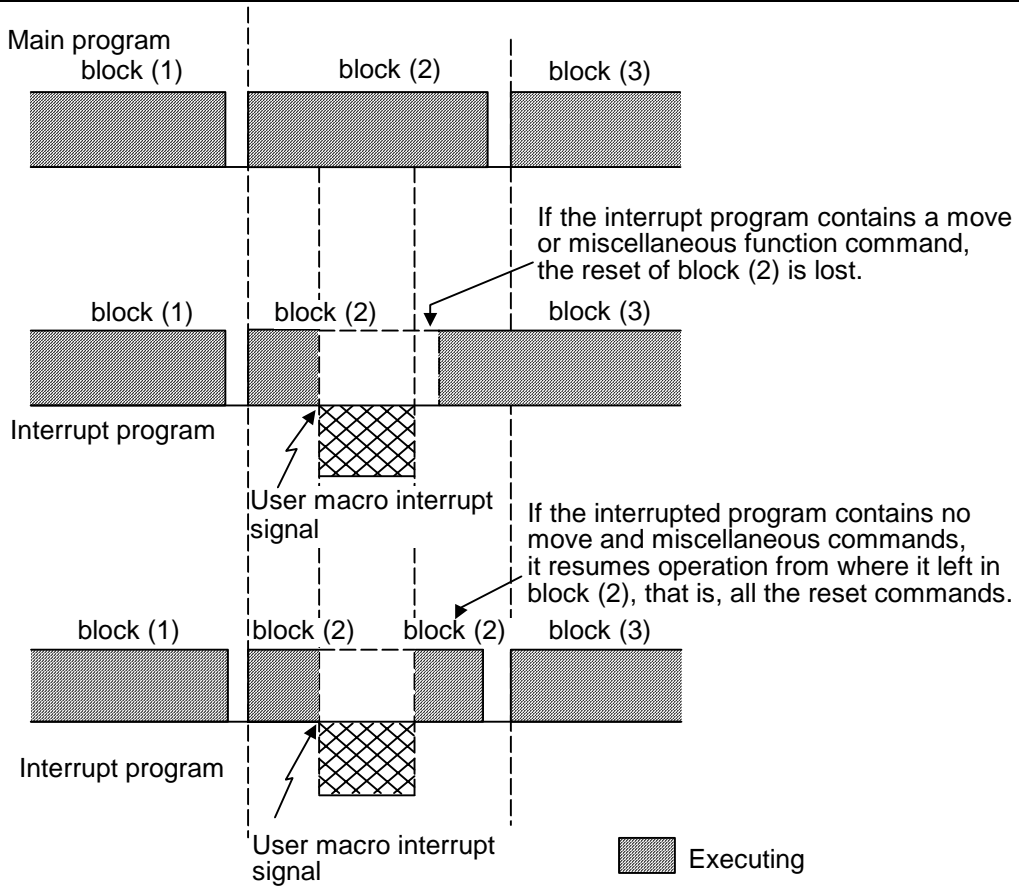 Main program
block (1)
block (2)
block (3)
If the interrupt program contains a move
or miscellaneous function command,
the reset of block (2) is lost.
block (1)
block (2)
block (3)
Interrupt program
User macro interrupt
signal
If the interrupted program contains no
move and miscellaneous commands,
it resumes operation from where it left in
block (2), that is, all the reset commands.
block (1)
block (2)
block (2)
block (3)
Interrupt program
User macro interrupt
signal
Executing